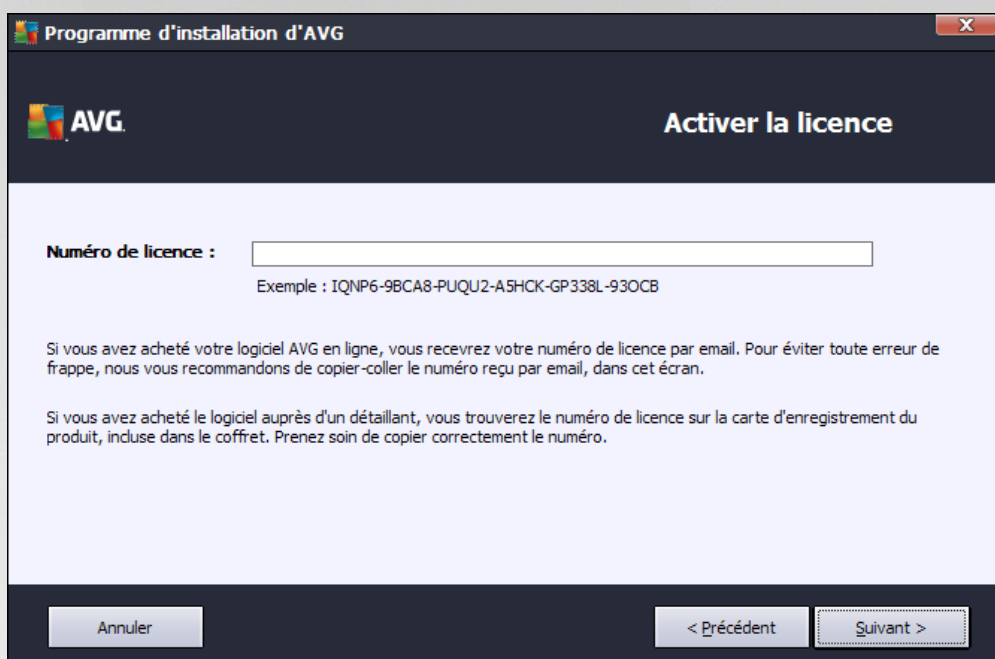 Programme d'installation d'AVG
X
AVG.
Activer la licence
Numéro de licence :
Exemple : IQNP6-9BCA8-PUQU2-A5HCK-GP338L-93OCB
Si vous avez acheté votre logiciel AVG en ligne, vous recevrez votre numéro de licence par email. Pour éviter toute erreur de
frappe, nous vous recommandons de copier-coller le numéro reçu par email, dans cet écran.
Si vous avez acheté le logiciel auprès d'un détaillant, vous trouverez le numéro de licence sur la carte d'enregistrement du
produit, incluse dans le coffret. Prenez soin de copier correctement le numéro.
Annuler
< Précédent
Suivant >